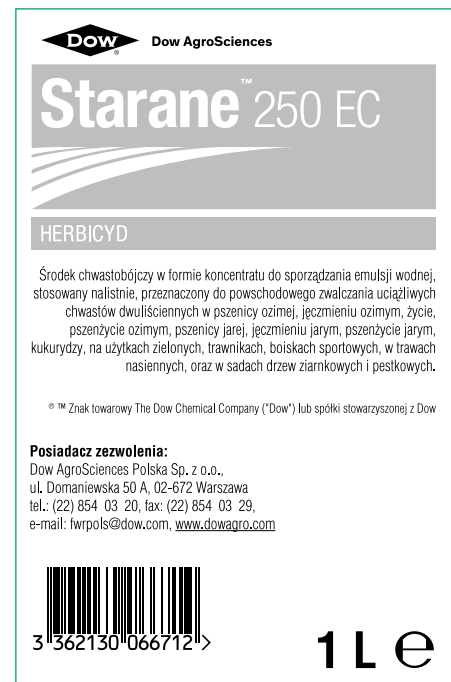 DOW® Dow AgroSciences
Starane™ 250 EC
HERBICYD
Środek chwastobójczy w formie koncentratu do sporządzania emulsji wodnej,
stosowany nalistnie, przeznaczony do powschodowego zwalczania uciążliwych
chwastów dwuliściennych w pszenicy ozimej, jęczmieniu ozimym, życie,
pszenżycie ozimym, pszenicy jarej, jęczmieniu jarym, pszenżycie jarym,
kukurydzy, na użytkach zielonych, trawnikach, boiskach sportowych, w trawach
nasiennych, oraz w sadach drzew ziarnkowych i pestkowych.
® ™ Znak towarowy The Dow Chemical Company ("Dow") lub spółki stowarzyszonej z Dow
Posiadacz zezwolenia:
Dow AgroSciences Polska Sp. z o.o.,
ul. Domaniewska 50 A, 02-672 Warszawa
tel.: (22) 854 03 20, fax: (22) 854 03 29,
e-mail: fwrpols@dow.com, www.dowagro.com
3 362130 066712 >
1 L ℮